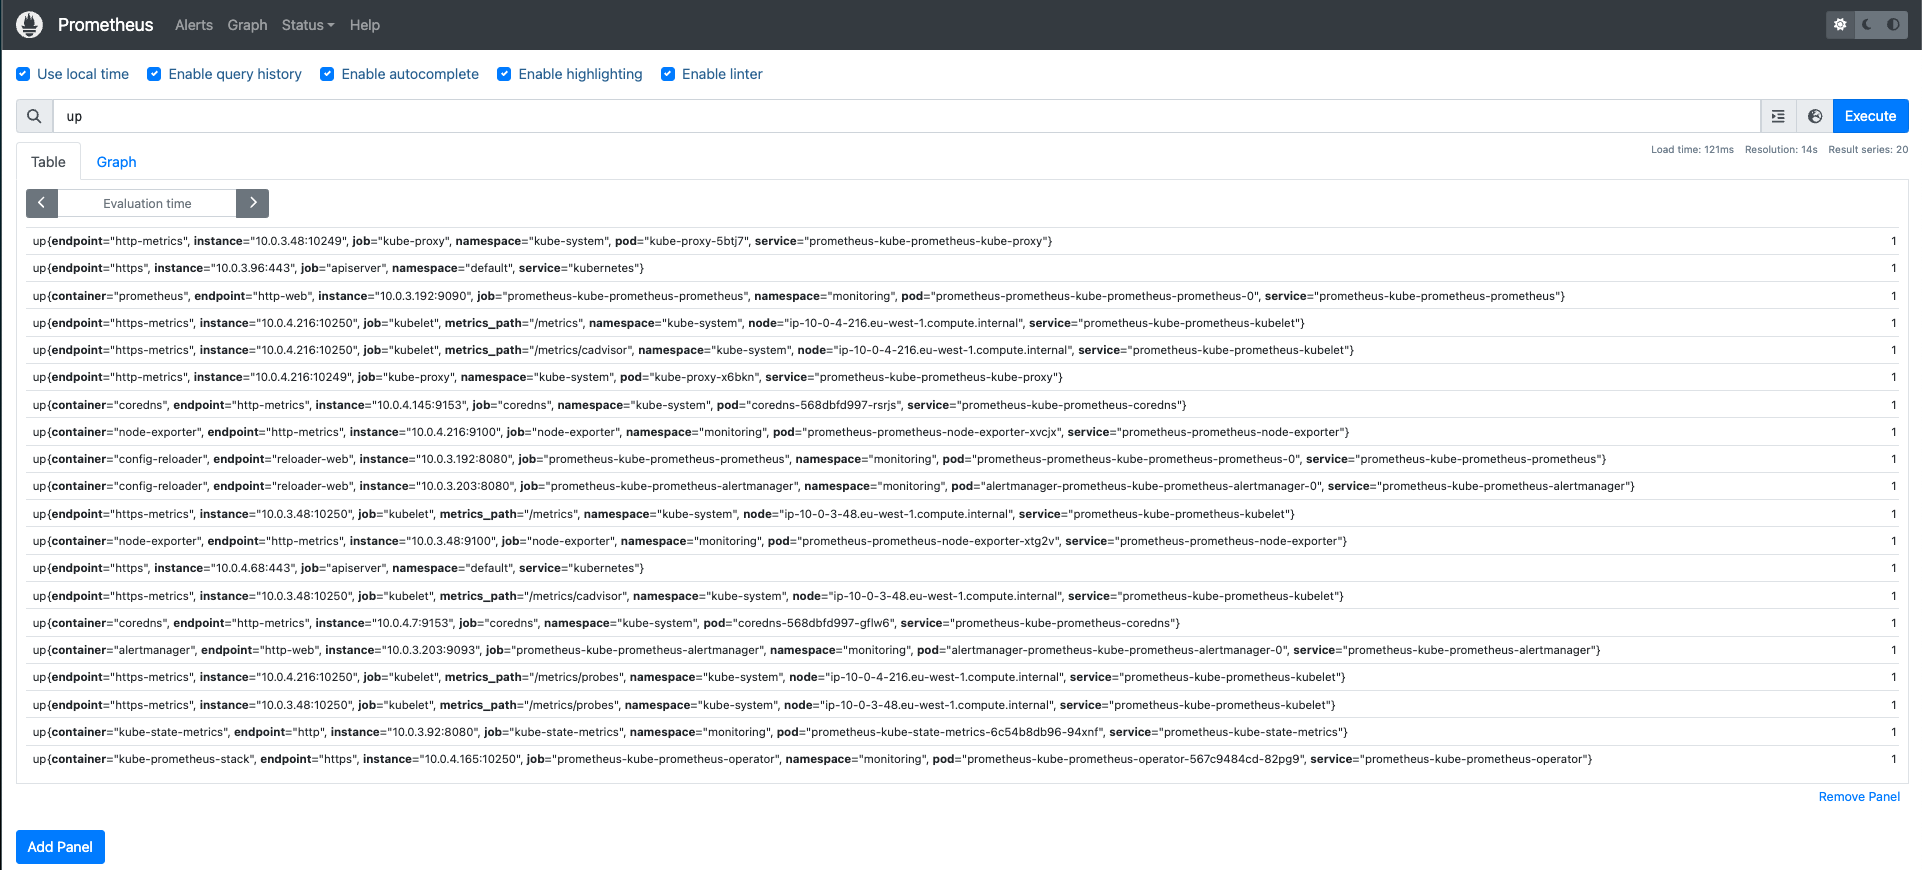 Prometheus Alerts Graph Status Help
Use local time Enable query history Enable autocomplete Enable highlighting Enable linter
up Execute
Table Graph Load time: 121ms Resolution: 14s Result series: 20
Evaluation time
up{endpoint="http-metrics", instance="10.0.3.48:10249", job="kube-proxy", namespace="kube-system", pod="kube-proxy-5btj7", service="prometheus-kube-prometheus-kube-proxy"} 1
up{endpoint="https", instance="10.0.3.96:443", job="apiserver", namespace="default", service="kubernetes"} 1
up{container="prometheus", endpoint="http-web", instance="10.0.3.192:9090", job="prometheus-kube-prometheus-prometheus", namespace="monitoring", pod="prometheus-prometheus-kube-prometheus-prometheus-0", service="prometheus-kube-prometheus-prometheus"} 1
up{endpoint="https-metrics", instance="10.0.4.216:10250", job="kubelet", metrics_path="/metrics", namespace="kube-system", node="ip-10-0-4-216.eu-west-1.compute.internal", service="prometheus-kube-prometheus-kubelet"} 1
up{endpoint="https-metrics", instance="10.0.4.216:10250", job="kubelet", metrics_path="/metrics/cadvisor", namespace="kube-system", node="ip-10-0-4-216.eu-west-1.compute.internal", service="prometheus-kube-prometheus-kubelet"} 1
up{endpoint="http-metrics", instance="10.0.4.216:10249", job="kube-proxy", namespace="kube-system", pod="kube-proxy-x6bkn", service="prometheus-kube-prometheus-kube-proxy"} 1
up{container="coredns", endpoint="http-metrics", instance="10.0.4.145:9153", job="coredns", namespace="kube-system", pod="coredns-568dbfd997-rsrjs", service="prometheus-kube-prometheus-coredns"} 1
up{container="node-exporter", endpoint="http-metrics", instance="10.0.4.216:9100", job="node-exporter", namespace="monitoring", pod="prometheus-prometheus-node-exporter-xvcjx", service="prometheus-prometheus-node-exporter"} 1
up{container="config-reloader", endpoint="reloader-web", instance="10.0.3.192:8080", job="prometheus-kube-prometheus-prometheus", namespace="monitoring", pod="prometheus-prometheus-kube-prometheus-prometheus-0", service="prometheus-kube-prometheus-prometheus"} 1
up{container="config-reloader", endpoint="reloader-web", instance="10.0.3.203:8080", job="prometheus-kube-prometheus-alertmanager", namespace="monitoring", pod="alertmanager-prometheus-kube-prometheus-alertmanager-0", service="prometheus-kube-prometheus-alertmanager"} 1
up{endpoint="https-metrics", instance="10.0.3.48:10250", job="kubelet", metrics_path="/metrics", namespace="kube-system", node="ip-10-0-3-48.eu-west-1.compute.internal", service="prometheus-kube-prometheus-kubelet"} 1
up{container="node-exporter", endpoint="http-metrics", instance="10.0.3.48:9100", job="node-exporter", namespace="monitoring", pod="prometheus-prometheus-node-exporter-xtg2v", service="prometheus-prometheus-node-exporter"} 1
up{endpoint="https", instance="10.0.4.68:443", job="apiserver", namespace="default", service="kubernetes"} 1
up{endpoint="https-metrics", instance="10.0.3.48:10250", job="kubelet", metrics_path="/metrics/cadvisor", namespace="kube-system", node="ip-10-0-3-48.eu-west-1.compute.internal", service="prometheus-kube-prometheus-kubelet"} 1
up{container="coredns", endpoint="http-metrics", instance="10.0.4.7:9153", job="coredns", namespace="kube-system", pod="coredns-568dbfd997-gflw6", service="prometheus-kube-prometheus-coredns"} 1
up{container="alertmanager", endpoint="http-web", instance="10.0.3.203:9093", job="prometheus-kube-prometheus-alertmanager", namespace="monitoring", pod="alertmanager-prometheus-kube-prometheus-alertmanager-0", service="prometheus-kube-prometheus-alertmanager"} 1
up{endpoint="https-metrics", instance="10.0.4.216:10250", job="kubelet", metrics_path="/metrics/probes", namespace="kube-system", node="ip-10-0-4-216.eu-west-1.compute.internal", service="prometheus-kube-prometheus-kubelet"} 1
up{endpoint="https-metrics", instance="10.0.3.48:10250", job="kubelet", metrics_path="/metrics/probes", namespace="kube-system", node="ip-10-0-3-48.eu-west-1.compute.internal", service="prometheus-kube-prometheus-kubelet"} 1
up{container="kube-state-metrics", endpoint="http", instance="10.0.3.92:8080", job="kube-state-metrics", namespace="monitoring", pod="prometheus-kube-state-metrics-6c54b8db96-94xnf", service="prometheus-kube-state-metrics"} 1
up{container="kube-prometheus-stack", endpoint="https", instance="10.0.4.165:10250", job="prometheus-kube-prometheus-operator", namespace="monitoring", pod="prometheus-kube-prometheus-operator-567c9484cd-82pg9", service="prometheus-kube-prometheus-operator"} 1
Remove Panel
Add Panel